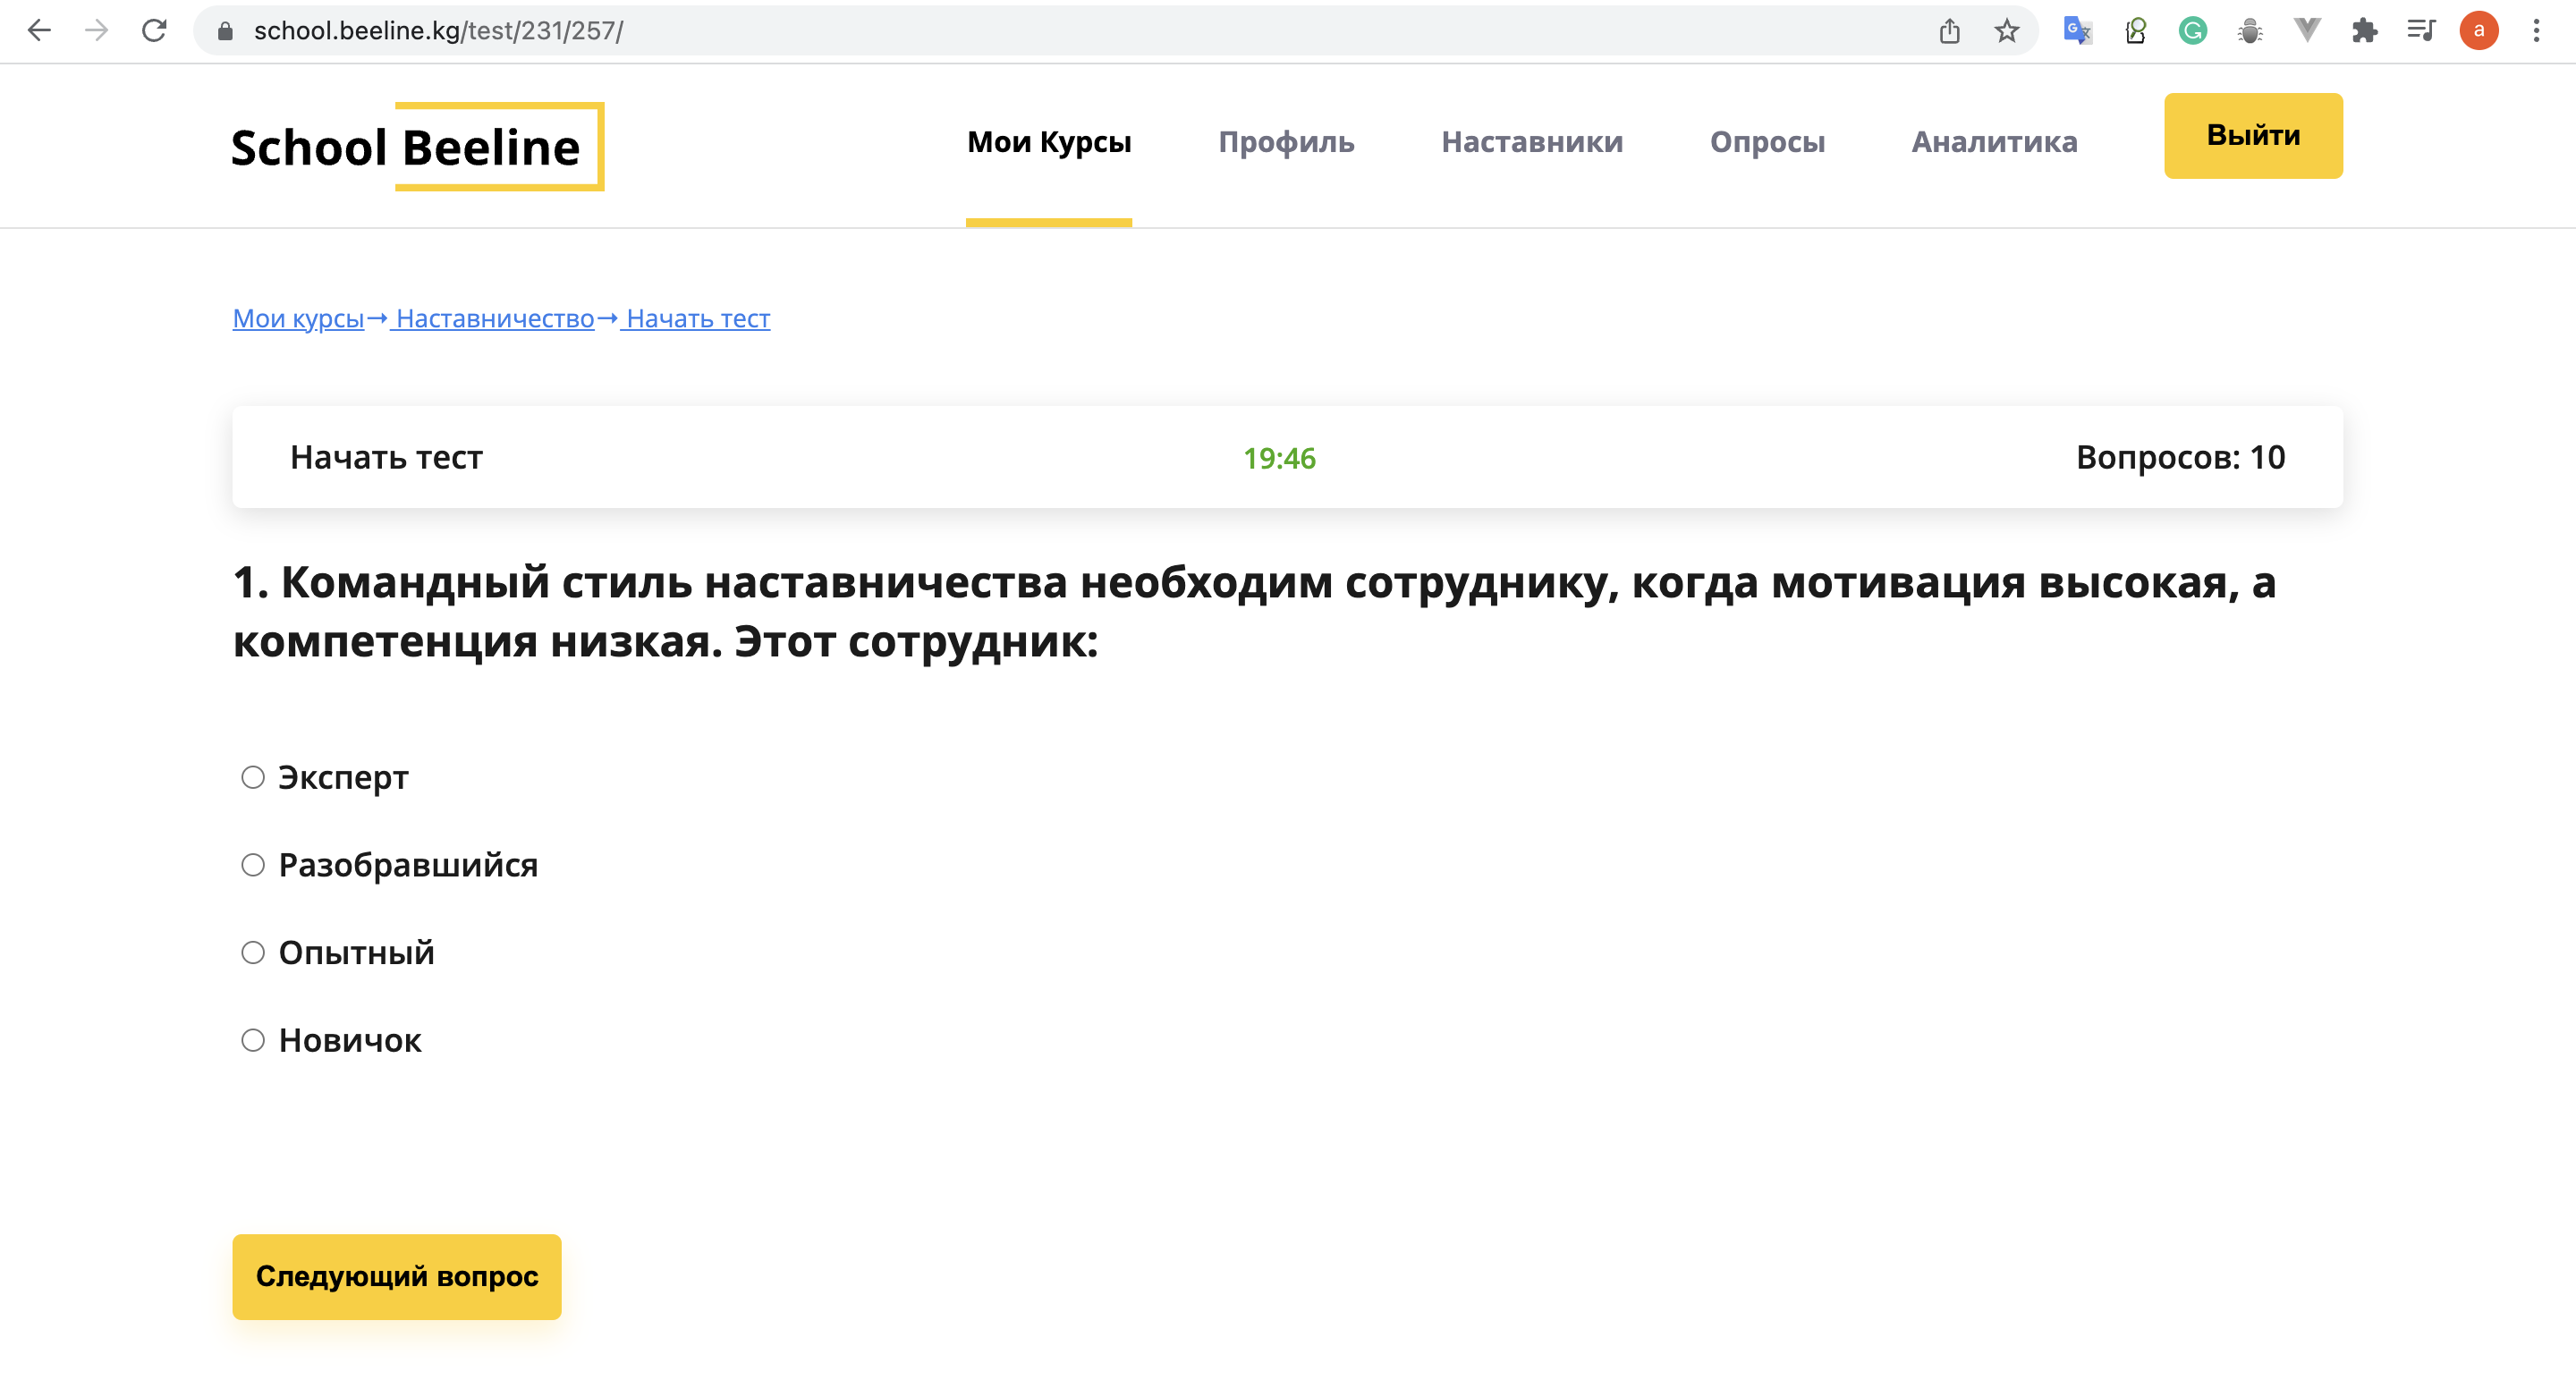 school.beeline.kg/test/231/257/
a
School Beeline
Мои Курсы
Профиль
Наставники
Опросы
Аналитика
Выйти
Мои курсы→ Наставничество→ Начать тест
Начать тест
19:46
Вопросов: 10
1. Командный стиль наставничества необходим сотруднику, когда мотивация высокая, а
компетенция низкая. Этот сотрудник:
Эксперт
Разобравшийся
Опытный
Новичок
Следующий вопрос